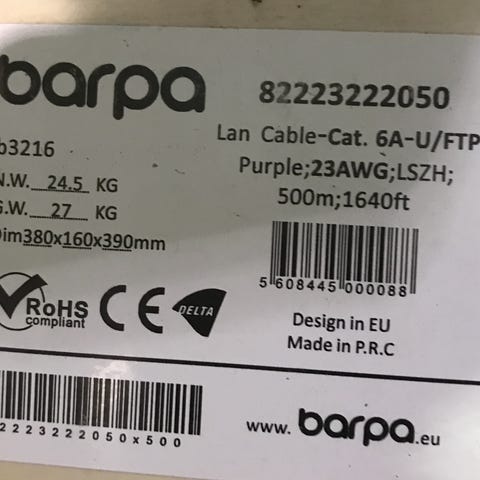 barpa
82223222050
Lan Cable-Cat. 6A-U/FTP
Purple;23AWG;LSZH;
500m;1640ft
b3216
N.W. 24.5 KG
G.W. 27 KG
Dim380x160x390mm
5 608445 000088
RoHS
compliant
CE
DELTA
Design in EU
Made in P.R.C
2223222050x500
www. barpa.eu